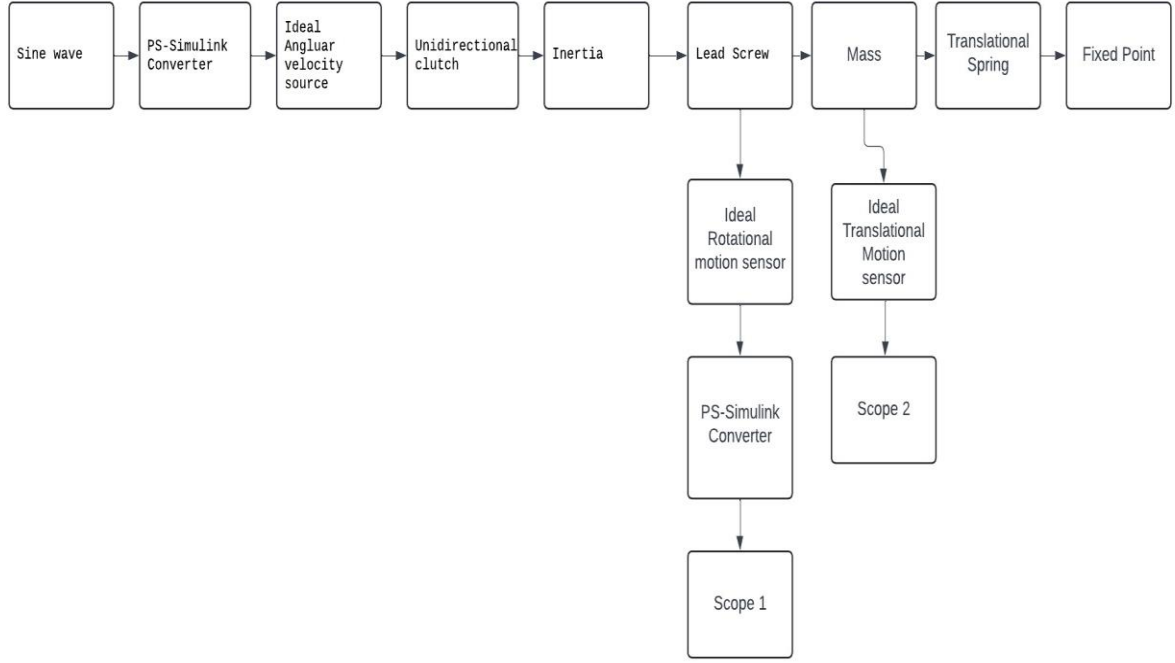 Sine wave
PS-Simulink
Converter
Ideal
Angluar
velocity
source
Unidirectional
clutch
Inertia
Lead Screw
Mass
Translational
Spring
Fixed Point
Ideal
Rotational
motion sensor
Ideal
Translational
Motion
sensor
PS-Simulink
Converter
Scope 2
Scope 1